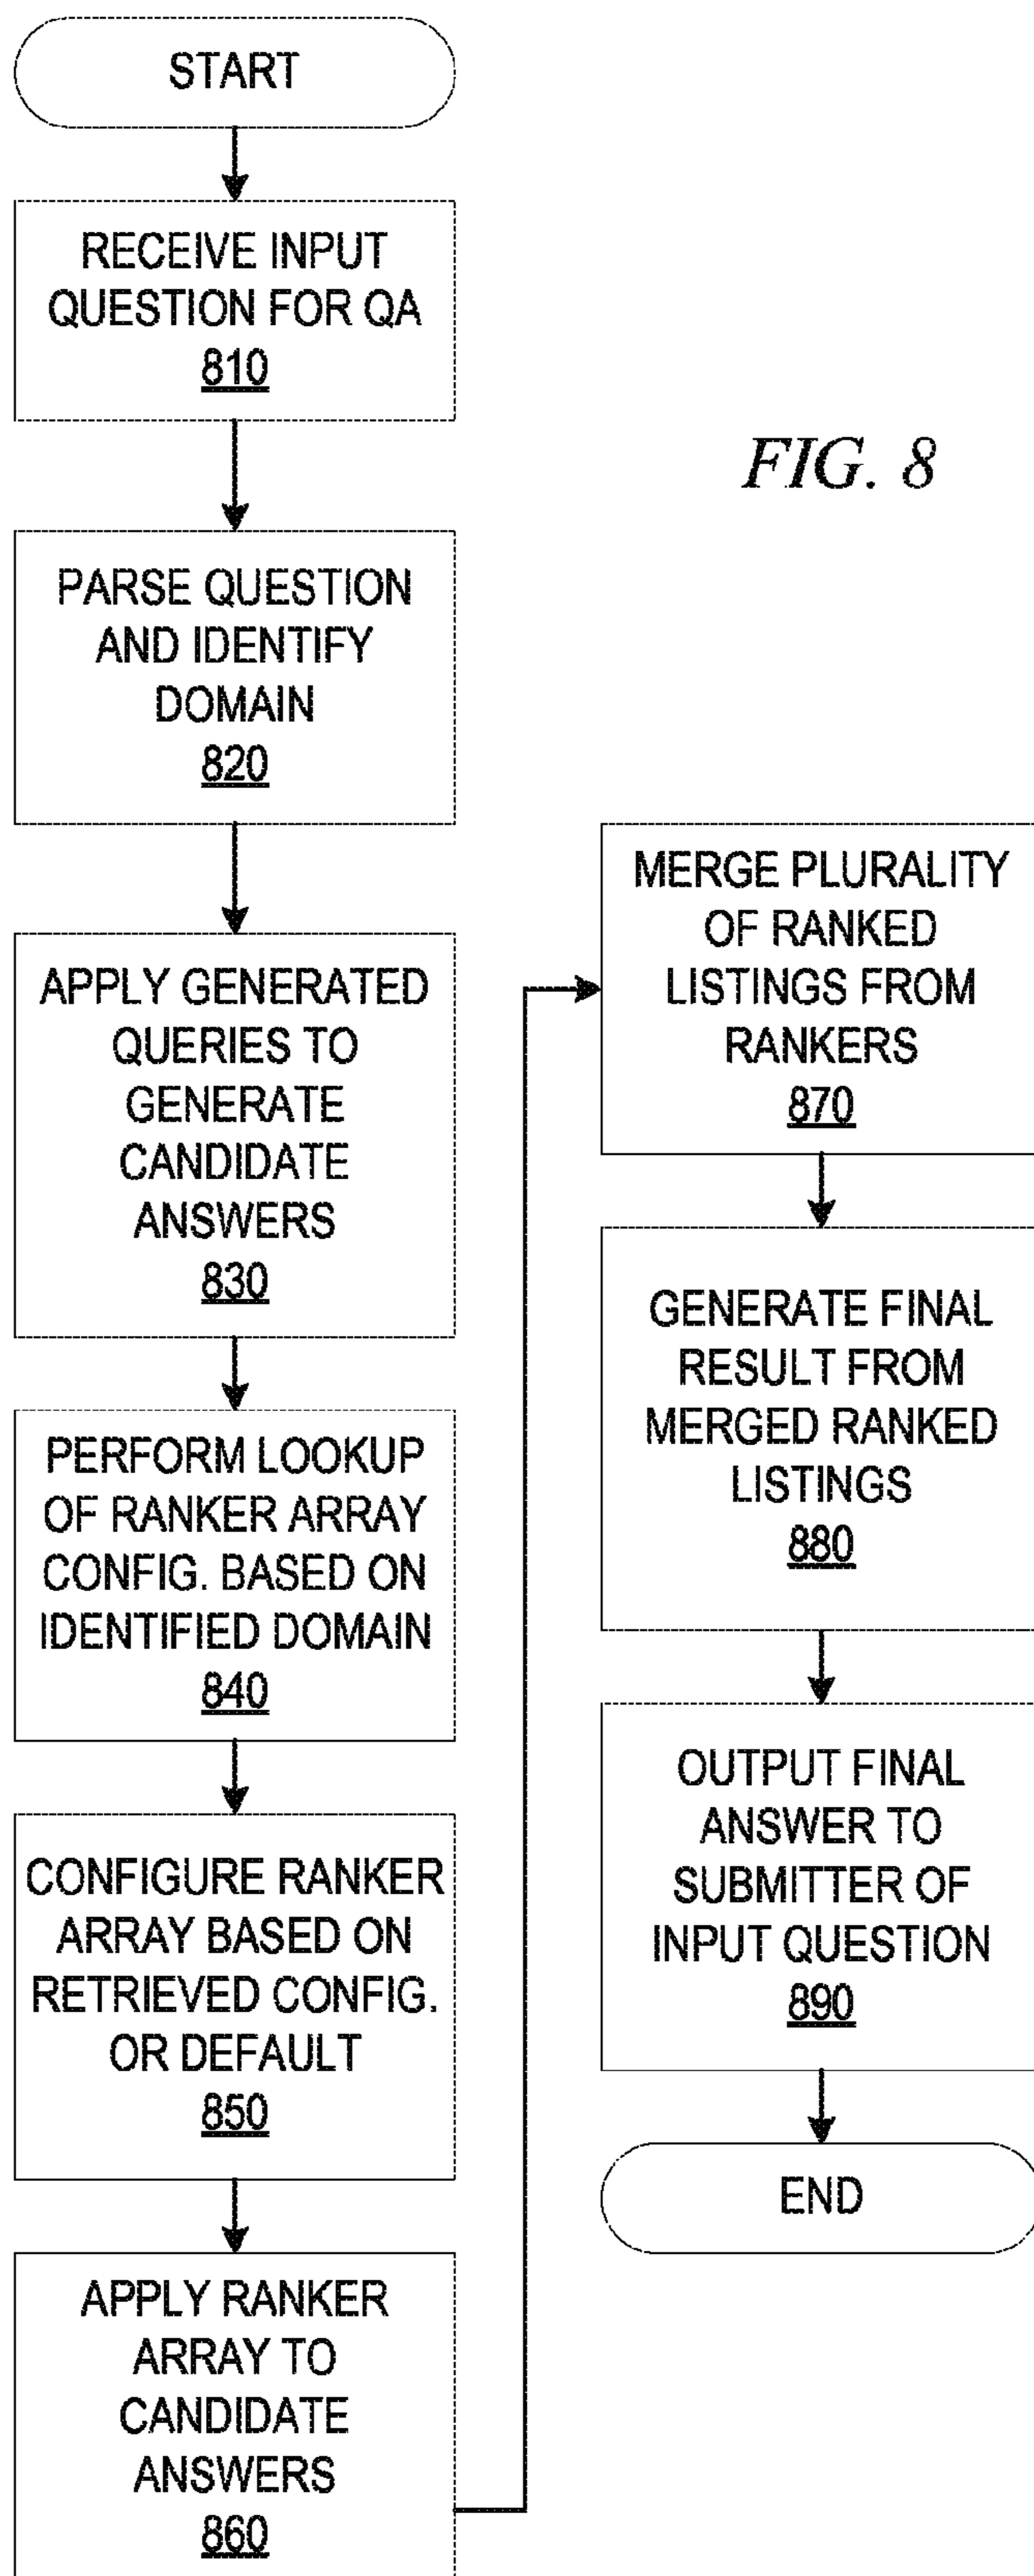 START
RECEIVE INPUT
QUESTION FOR QA
810
PARSE QUESTION
AND IDENTIFY
DOMAIN
820
APPLY GENERATED
QUERIES TO
GENERATE
CANDIDATE
ANSWERS
830
PERFORM LOOKUP
OF RANKER ARRAY
CONFIG. BASED ON
IDENTIFIED DOMAIN
840
CONFIGURE RANKER
ARRAY BASED ON
RETRIEVED CONFIG.
OR DEFAULT
850
APPLY RANKER
ARRAY TO
CANDIDATE
ANSWERS
860
FIG. 8
MERGE PLURALITY
OF RANKED
LISTINGS FROM
RANKERS
870
GENERATE FINAL
RESULT FROM
MERGED RANKED
LISTINGS
880
OUTPUT FINAL
ANSWER TO
SUBMITTER OF
INPUT QUESTION
890
END